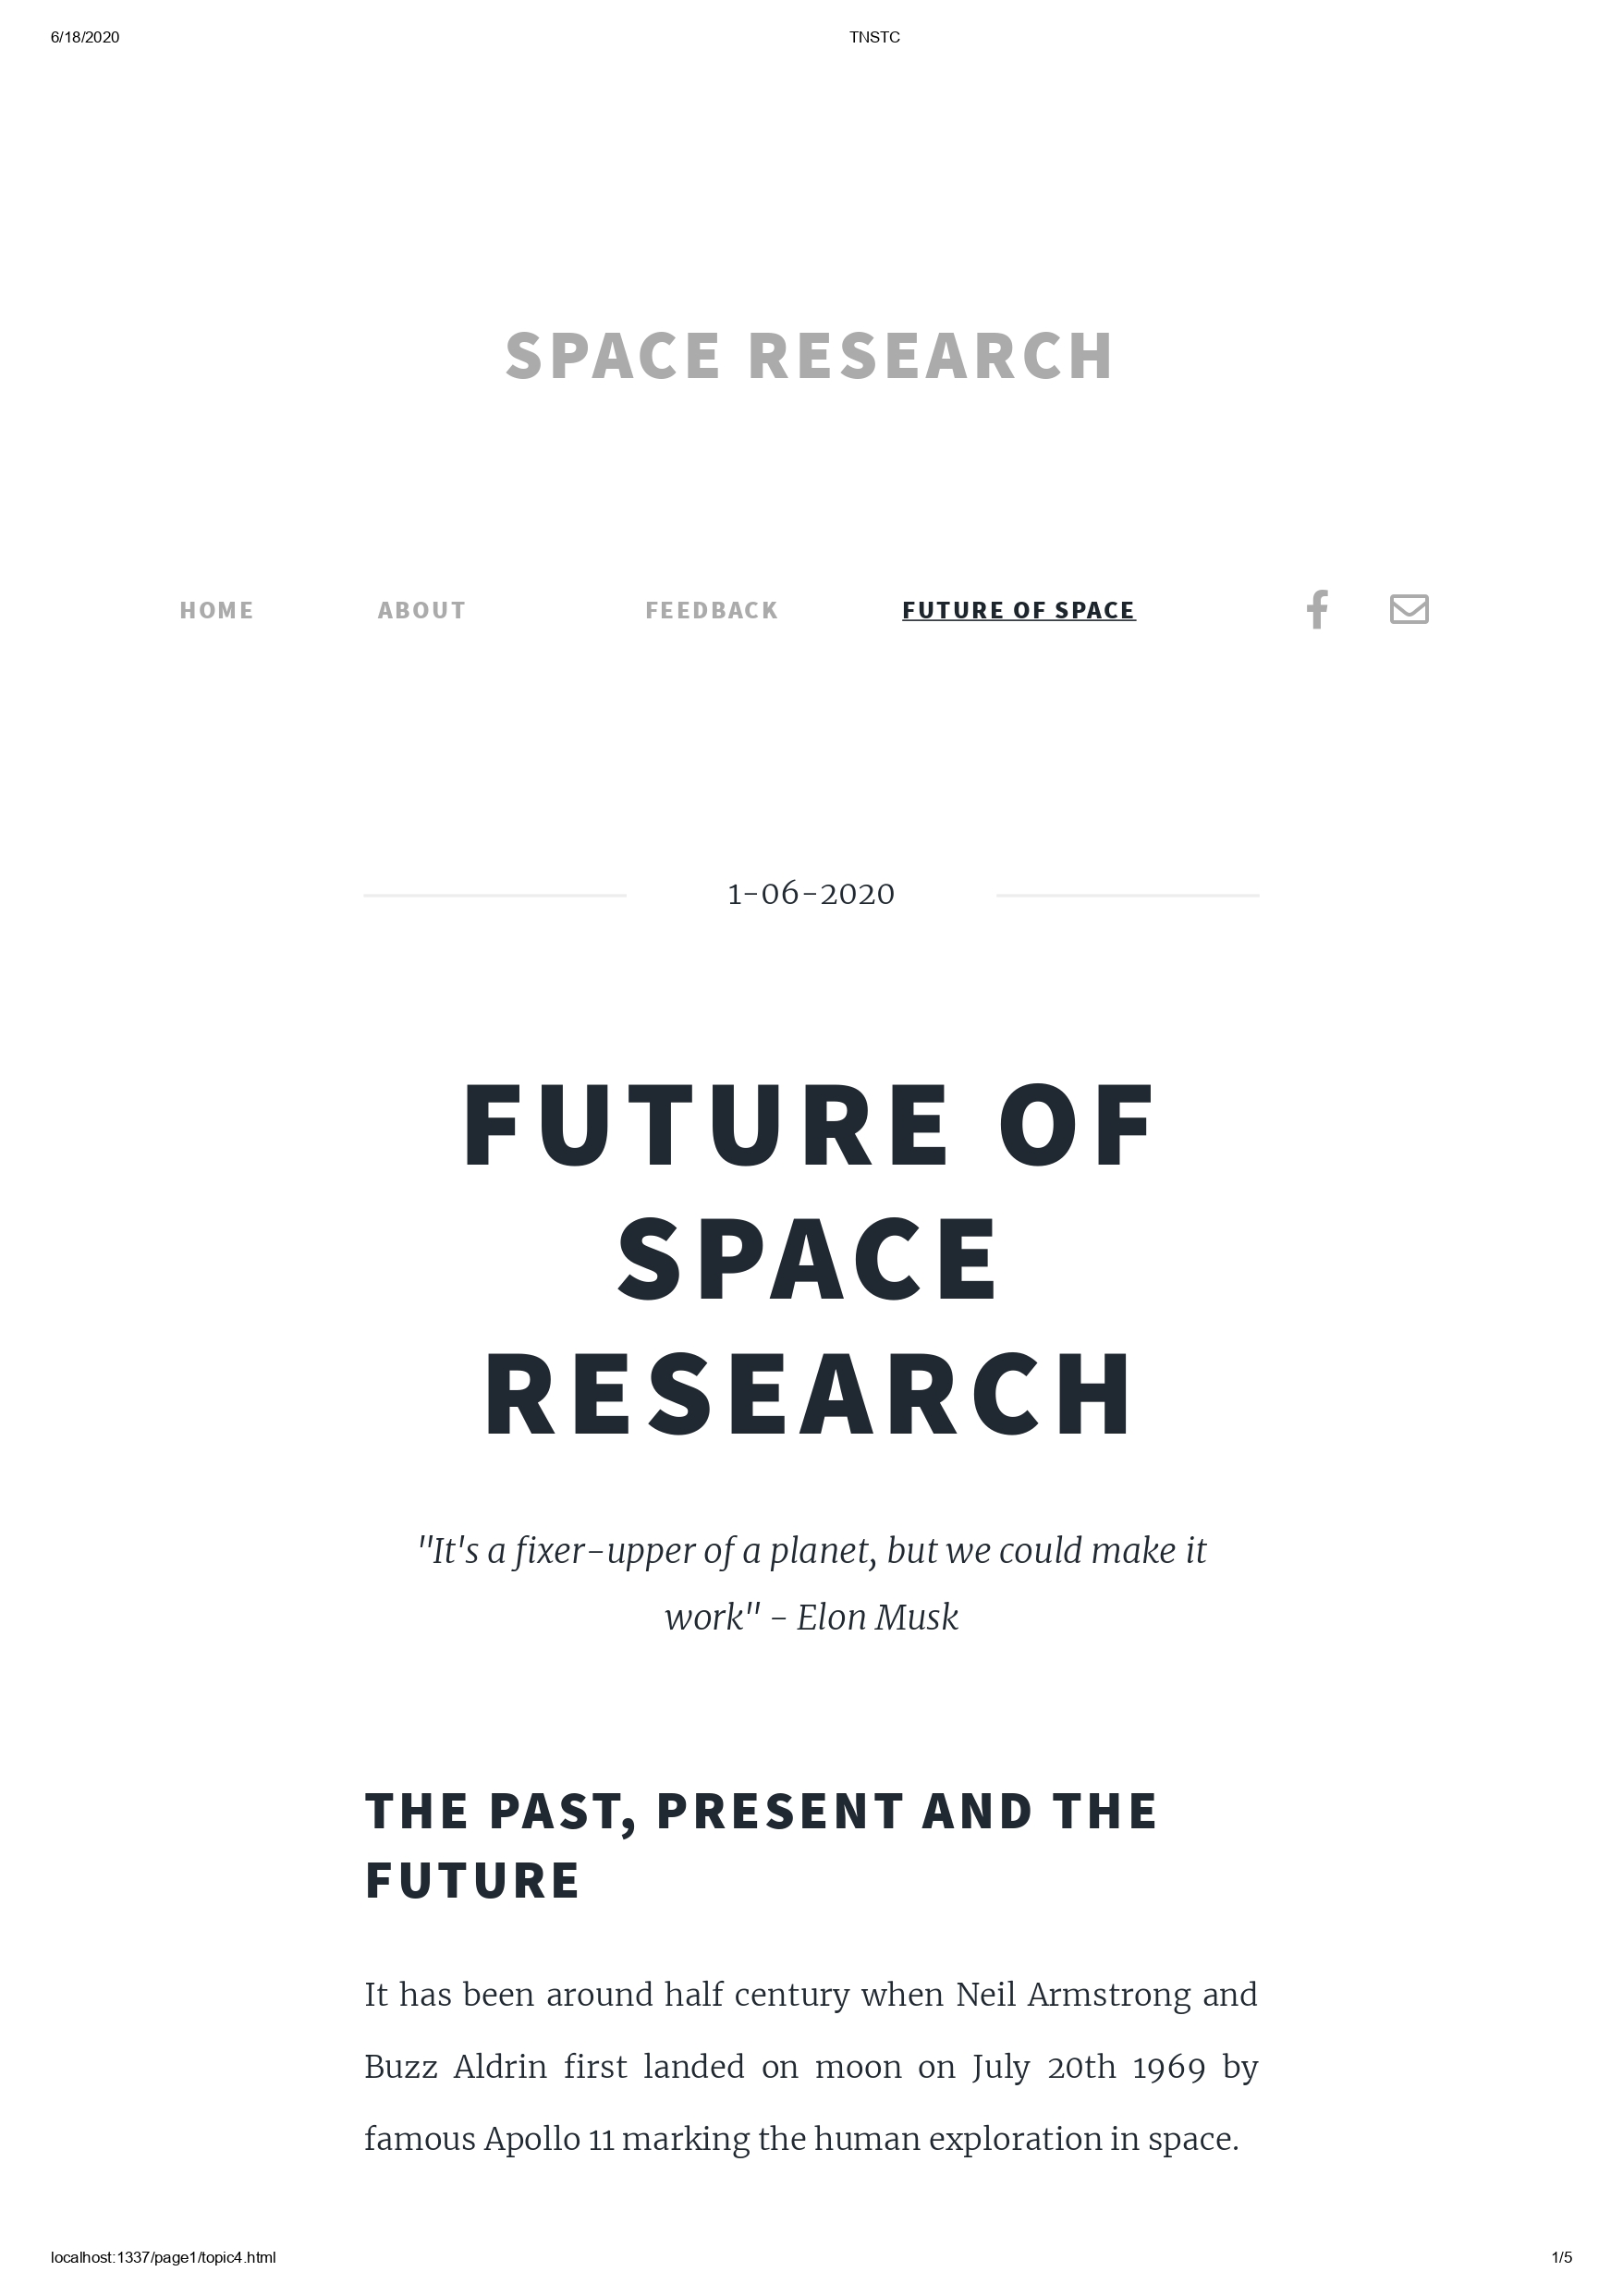 6/18/2020 TNSTC
SPACE RESEARCH
HOME ABOUT FEEDBACK FUTURE OF SPACE
1-06-2020
FUTURE OF
SPACE
RESEARCH
"It's a fixer-upper of a planet, but we could make it
work" - Elon Musk
THE PAST, PRESENT AND THE
FUTURE
It has been around half century when Neil Armstrong and
Buzz Aldrin first landed on moon on July 20th 1969 by
famous Apollo 11 marking the human exploration in space.
localhost:1337/page1/topic4.html 1/5